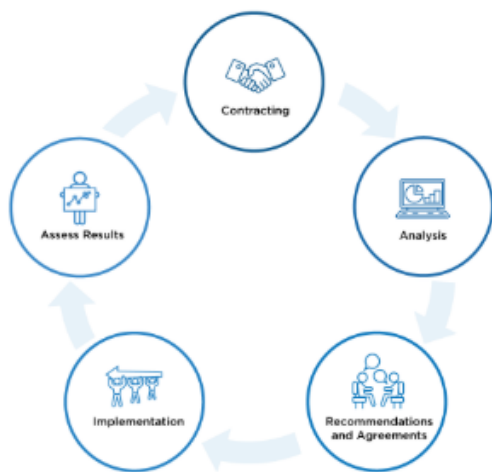 Contracting
Analysis
Recommendations
and Agreements
Implementation
Assess Results